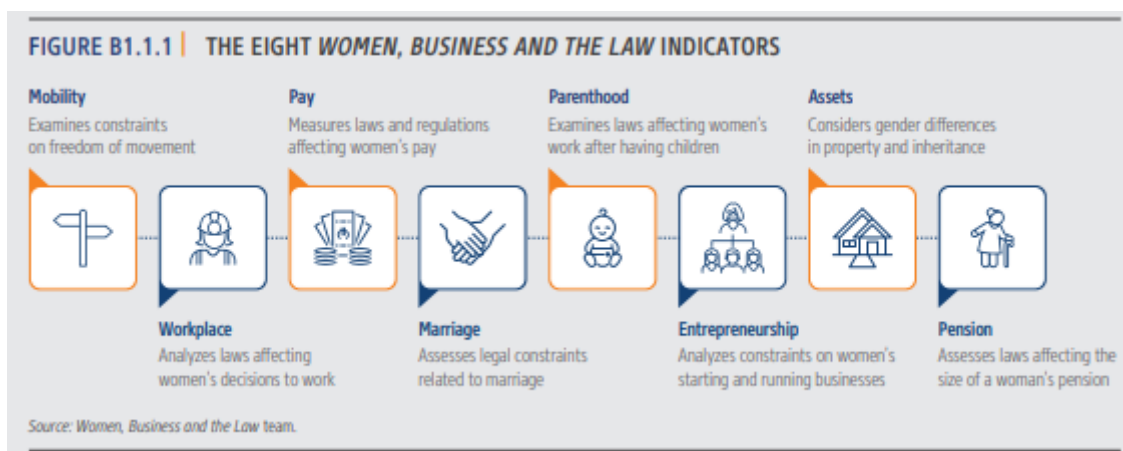 FIGURE B1.1.1 | THE EIGHT WOMEN, BUSINESS AND THE LAW INDICATORS
Mobility
Examines constraints
on freedom of movement
Pay
Measures laws and regulations
affecting women's pay
Parenthood
Examines laws affecting women's
work after having children
Assets
Considers gender differences
in property and inheritance
Workplace
Analyzes laws affecting
women's decisions to work
Marriage
Assesses legal constraints
related to marriage
Entrepreneurship
Analyzes constraints on women's
starting and running businesses
Pension
Assesses laws affecting the
size of a woman's pension
Source: Women, Business and the Law team.